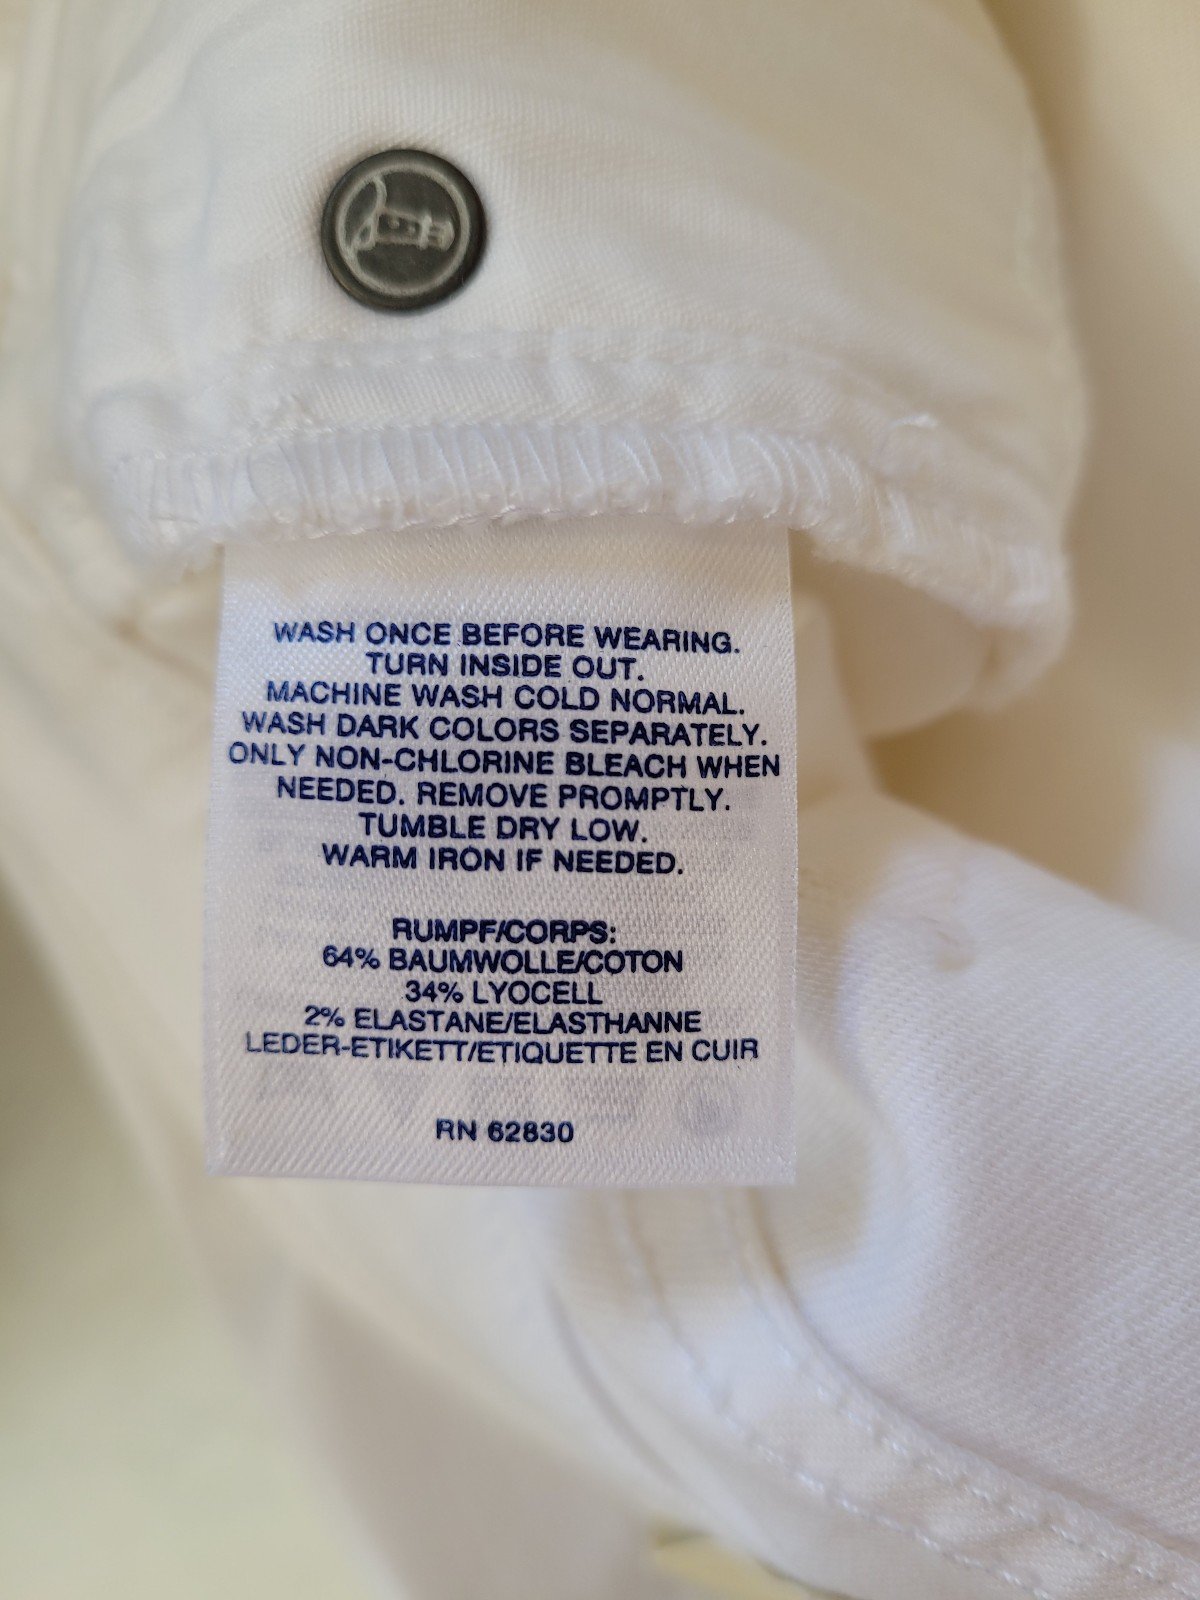 WASH ONCE BEFORE WEARING.
TURN INSIDE OUT.
MACHINE WASH COLD NORMAL.
WASH DARK COLORS SEPARATELY.
ONLY NON-CHLORINE BLEACH WHEN
NEEDED. REMOVE PROMPTLY.
TUMBLE DRY LOW.
WARM IRON IF NEEDED.
RUMPF/CORPS:
64% BAUMWOLLE/COTON
34% LYOCELL
2% ELASTANE/ELASTHANNE
LEDER-ETIKETT/ETIQUETTE EN CUIR
RN 62830